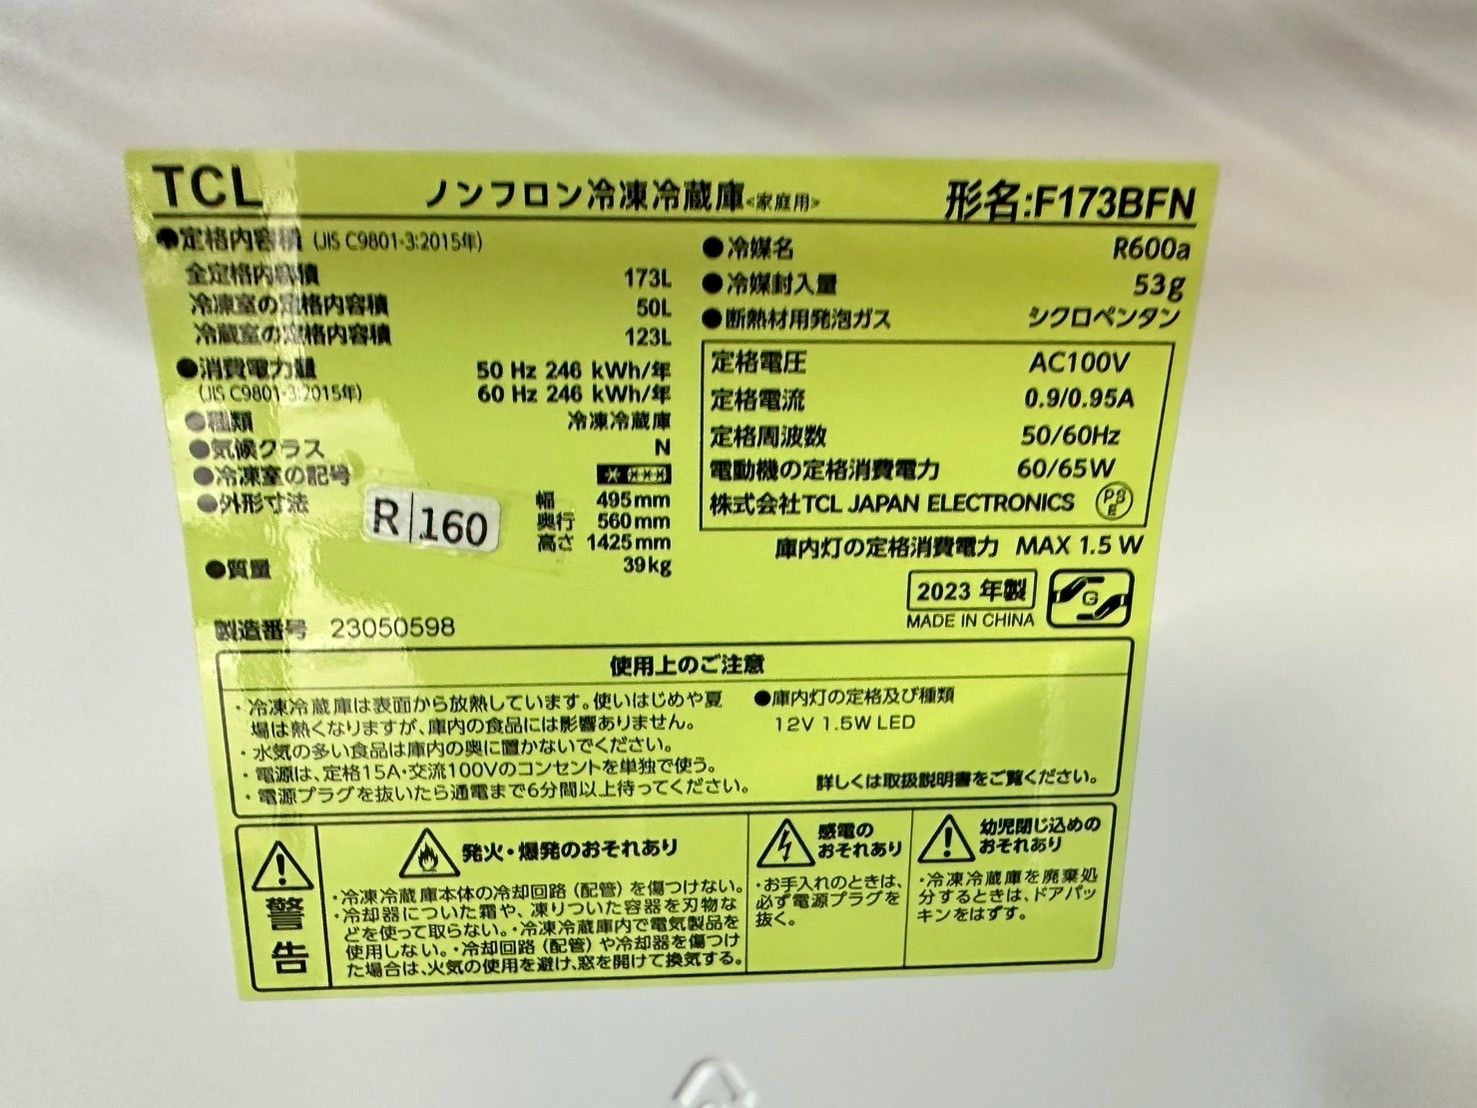 TCL ノンフロン冷凍冷蔵庫<家庭用> 形名:F173BFN
●定格内容積 (JIS C9801-3:2015年)
全定格内容積 173L
冷凍室の定格内容積 50L
冷蔵室の定格内容積 123L
●消費電力量 50 Hz 246 kWh/年
(JIS C9801-3:2015年) 60 Hz 246 kWh/年
●種類 冷凍冷蔵庫
●気候クラス N
●冷凍室の記号
●外形寸法 幅 495mm
奥行 560mm
高さ 1425mm
●質量 39kg
R 160
製造番号 23050598
●冷媒名 R600a
●冷媒封入量 53g
●断熱材用発泡ガス シクロペンタン
定格電圧 AC100V
定格電流 0.9/0.95A
定格周波数 50/60Hz
電動機の定格消費電力 60/65W
株式会社TCL JAPAN ELECTRONICS PSE
庫内灯の定格消費電力 MAX 1.5 W
2023 年製
MADE IN CHINA
G
使用上のご注意
・冷凍冷蔵庫は表面から放熱しています。使いはじめや夏
場は熱くなりますが、庫内の食品には影響ありません。
・水気の多い食品は庫内の奥に置かないでください。
・電源は、定格15A・交流100Vのコンセントを単独で使う。
・電源プラグを抜いたら通電まで6分間以上待ってください。
●庫内灯の定格及び種類
12V 1.5W LED
詳しくは取扱説明書をご覧ください。
警告
発火・爆発のおそれあり
・冷凍冷蔵庫本体の冷却回路（配管）を傷つけない。
・冷却器についた霜や、凍りついた容器を刃物な
どを使って取らない。・冷凍冷蔵庫内で電気製品を
使用しない。・冷却回路（配管）や冷却器を傷つけ
た場合は、火気の使用を避け、窓を開けて換気する。
感電の
おそれあり
・お手入れのときは、
必ず電源プラグを
抜く。
幼児閉じ込めの
おそれあり
・冷凍冷蔵庫を廃棄処
分するときは、ドアパッ
キンをはずす。